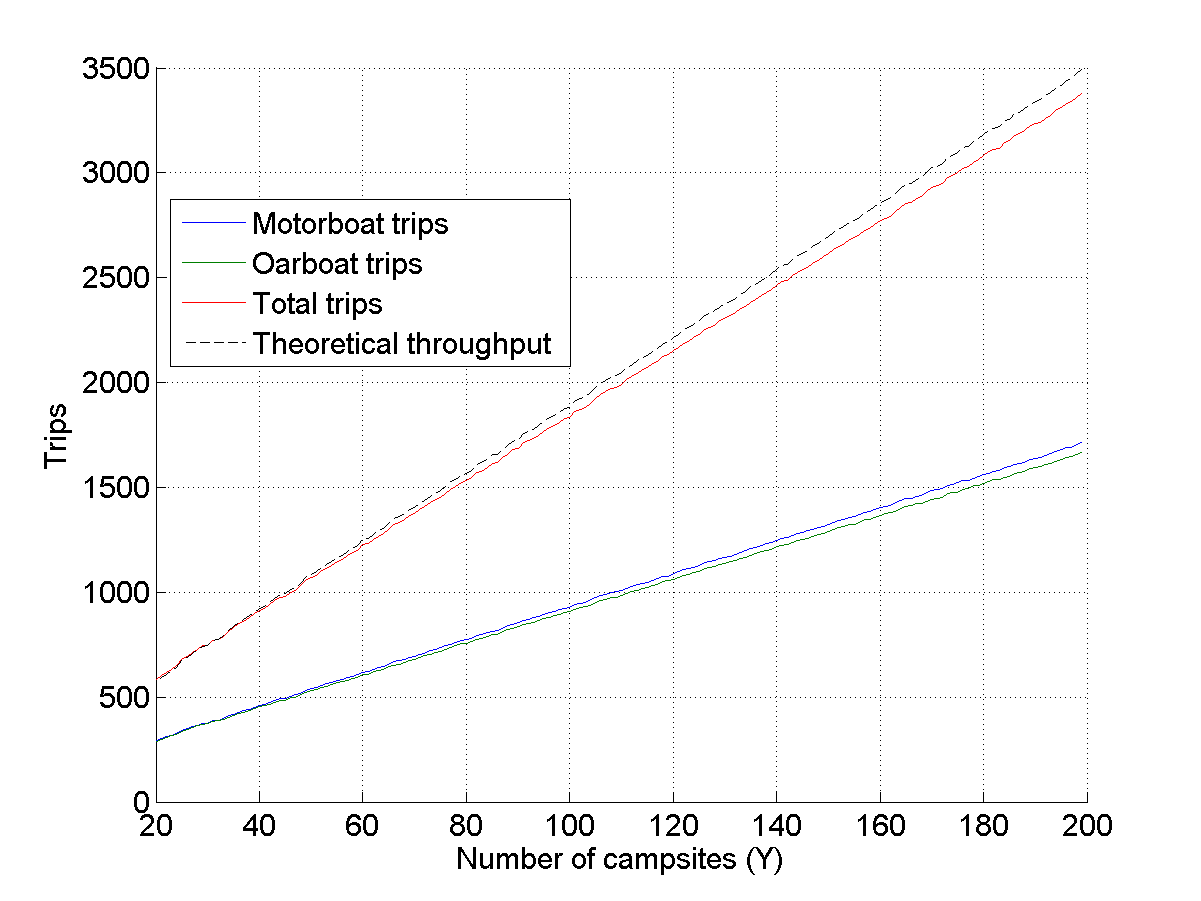 3500
3000
2500
2000
1500
1000
500
0
Trips
Motorboat trips
Oarboat trips
Total trips
Theoretical throughput
20 40 60 80 100 120 140 160 180 200
Number of campsites (Y)